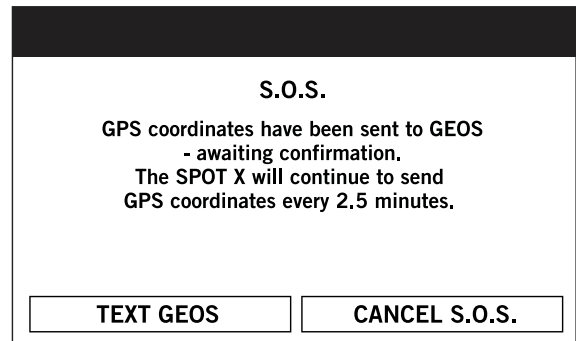 S.O.S.
GPS coordinates have been sent to GEOS
- awaiting confirmation.
The SPOT X will continue to send
GPS coordinates every 2.5 minutes.
TEXT GEOS
CANCEL S.O.S.